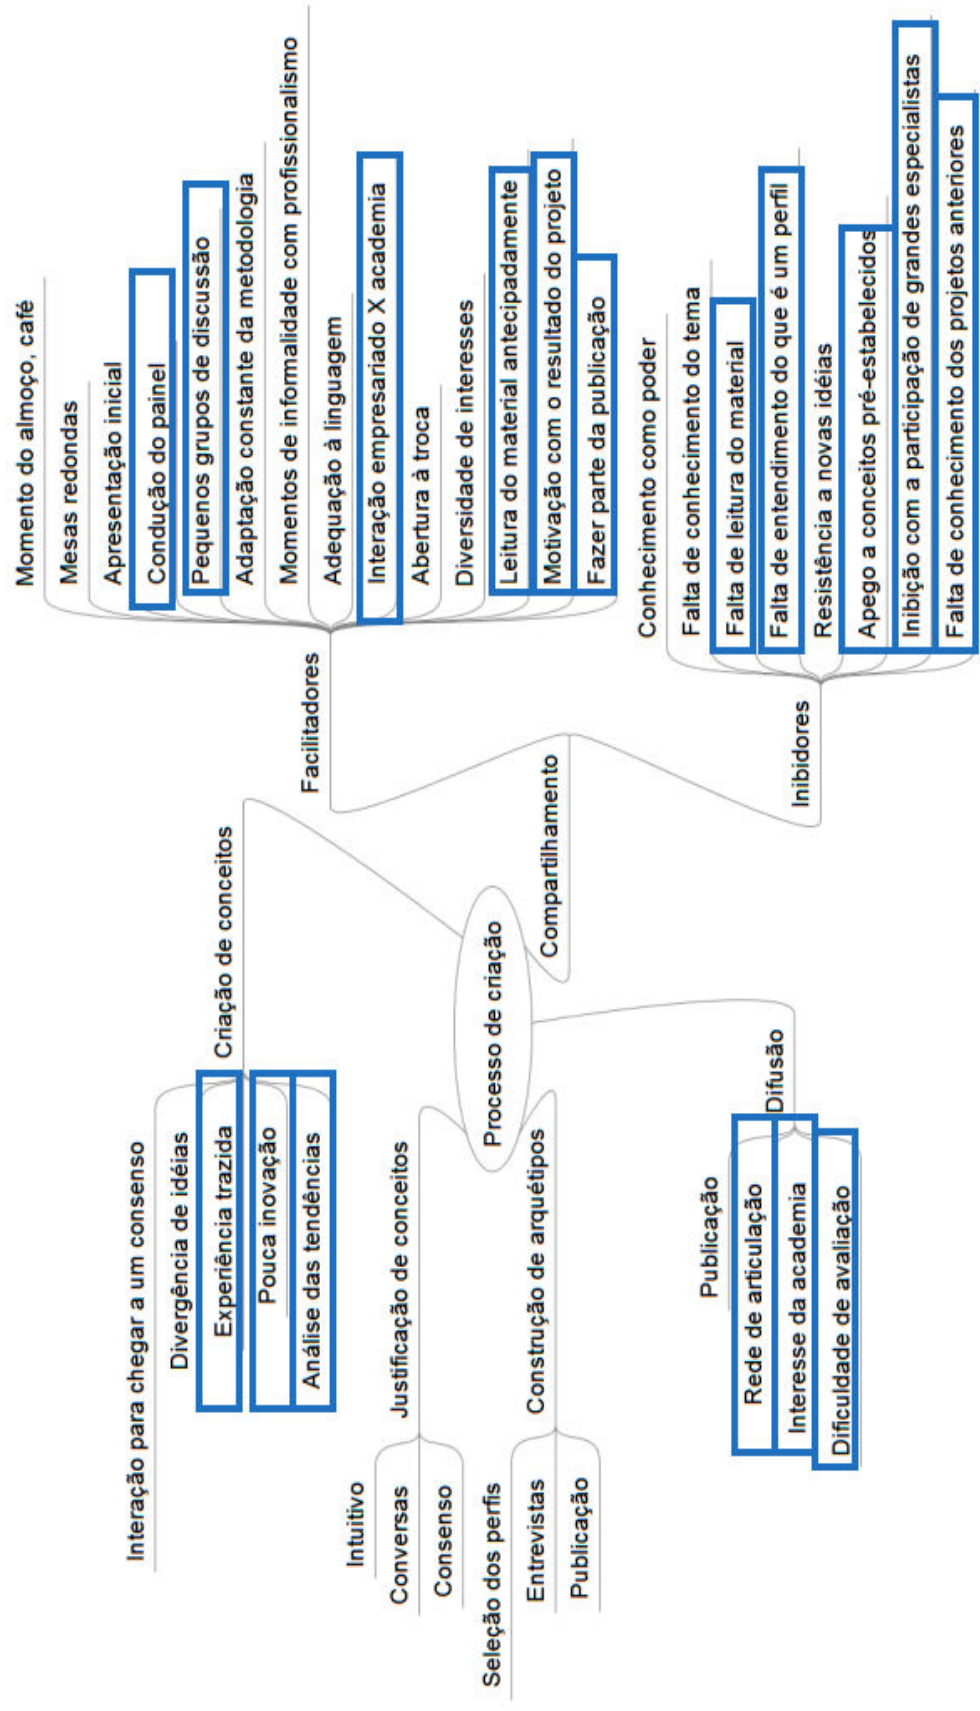 Processo de criação
Criação de conceitos
Interação para chegar a um consenso
Divergência de idéias
Experiência trazida
Pouca inovação
Análise das tendências
Justificação de conceitos
Intuitivo
Conversas
Consenso
Construção de arquétipos
Seleção dos perfis
Entrevistas
Publicação
Compartilhamento
Facilitadores
Momento do almoço, café
Mesas redondas
Apresentação inicial
Condução do painel
Pequenos grupos de discussão
Adaptação constante da metodologia
Momentos de informalidade com profissionalismo
Adequação à linguagem
Interação empresariado X academia
Abertura à troca
Diversidade de interesses
Leitura do material antecipadamente
Motivação com o resultado do projeto
Fazer parte da publicação
Inibidores
Conhecimento como poder
Falta de conhecimento do tema
Falta de leitura do material
Falta de entendimento do que é um perfil
Resistência a novas idéias
Apego a conceitos pré-estabelecidos
Inibição com a participação de grandes especialistas
Falta de conhecimento dos projetos anteriores
Difusão
Publicação
Rede de articulação
Interesse da academia
Dificuldade de avaliação